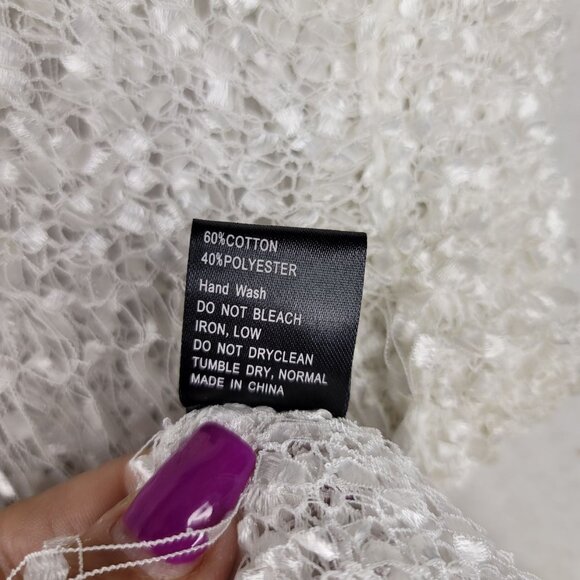 60%COTTON
40%POLYESTER
Hand Wash
DO NOT BLEACH
IRON, LOW
DO NOT DRYCLEAN
TUMBLE DRY, NORMAL
MADE IN CHINA